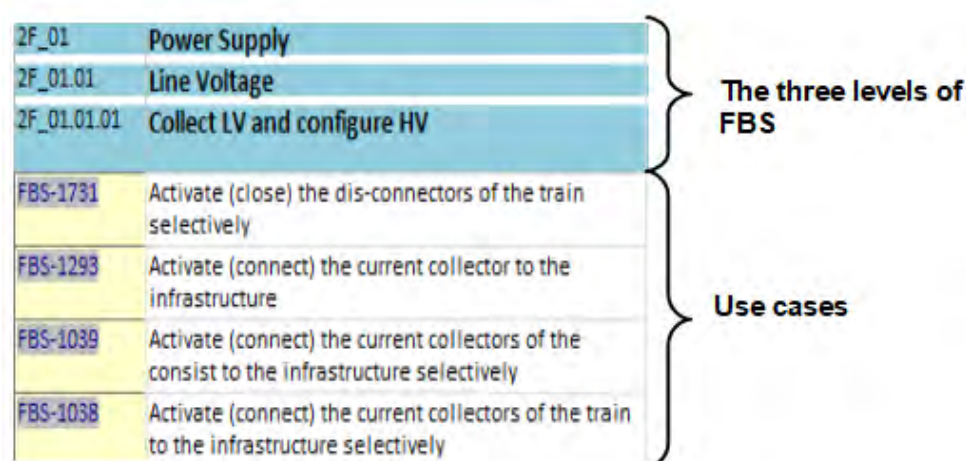 2F_01 Power Supply
2F_01.01 Line Voltage
2F_01.01.01 Collect LV and configure HV
The three levels of
FBS
FBS-1731 Activate (close) the dis-connectors of the train
selectively
FBS-1293 Activate (connect) the current collector to the
infrastructure
FBS-1039 Activate (connect) the current collectors of the
consist to the infrastructure selectively
FBS-1038 Activate (connect) the current collectors of the train
to the infrastructure selectively
Use cases